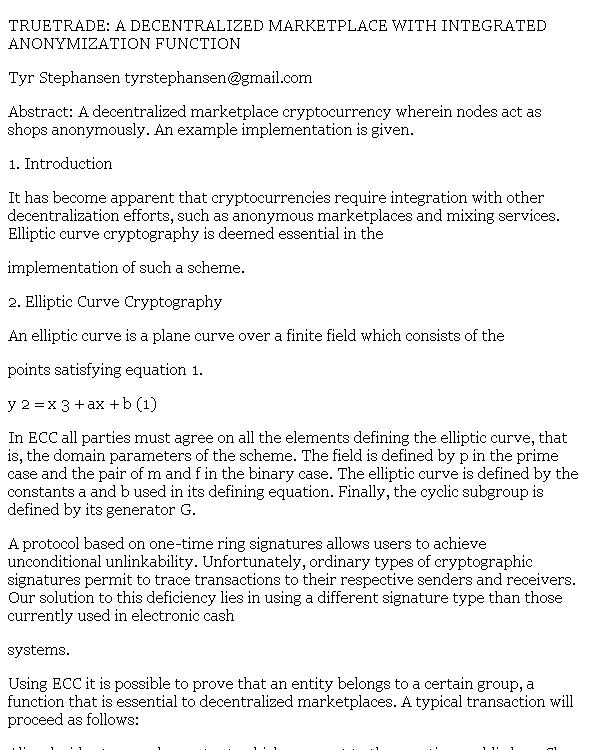 TRUETRADE: A DECENTRALIZED MARKETPLACE WITH INTEGRATED
ANONYMIZATION FUNCTION
Tyr Stephansen tyrstephansen@gmail.com
Abstract: A decentralized marketplace cryptocurrency wherein nodes act as
shops anonymously. An example implementation is given.
1. Introduction
It has become apparent that cryptocurrencies require integration with other
decentralization efforts, such as anonymous marketplaces and mixing services.
Elliptic curve cryptography is deemed essential in the
implementation of such a scheme.
2. Elliptic Curve Cryptography
An elliptic curve is a plane curve over a finite field which consists of the
points satisfying equation 1.
y 2 = x 3 + ax + b (1)
In ECC all parties must agree on all the elements defining the elliptic curve, that
is, the domain parameters of the scheme. The field is defined by p in the prime
case and the pair of m and f in the binary case. The elliptic curve is defined by the
constants a and b used in its defining equation. Finally, the cyclic subgroup is
defined by its generator G.
A protocol based on one-time ring signatures allows users to achieve
unconditional unlinkability. Unfortunately, ordinary types of cryptographic
signatures permit to trace transactions to their respective senders and receivers.
Our solution to this deficiency lies in using a different signature type than those
currently used in electronic cash
systems.
Using ECC it is possible to prove that an entity belongs to a certain group, a
function that is essential to decentralized marketplaces. A typical transaction will
proceed as follows: